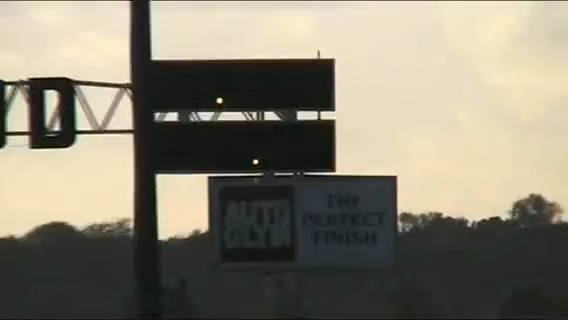 D
AUTO
GLYM
THE
PERFECT
FINISH